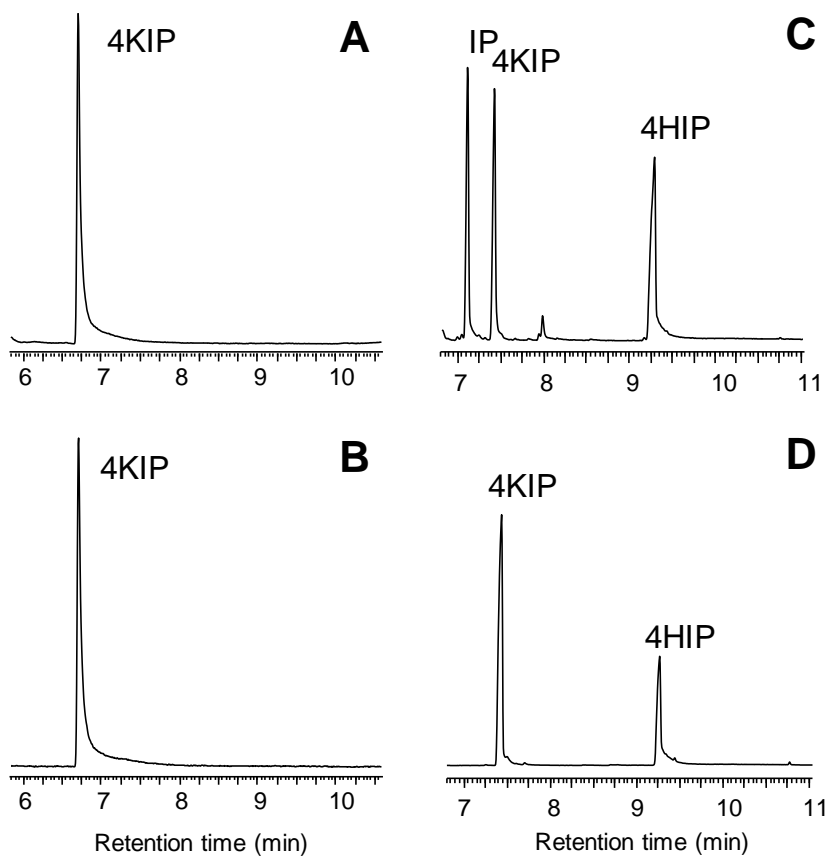 A
4KIP
6 7 8 9 10
C
IP
4KIP
4HIP
7 8 9 10 11
B
4KIP
6 7 8 9 10
Retention time (min)
D
4KIP
4HIP
7 8 9 10 11
Retention time (min)